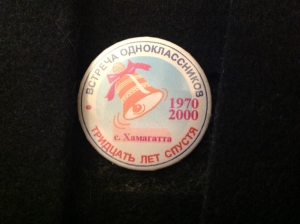 ВСТРЕЧА ОДНОКЛАССНИКОВ
1970
2000
с. Хамагатта
ТРИДЦАТЬ ЛЕТ СПУСТЯ